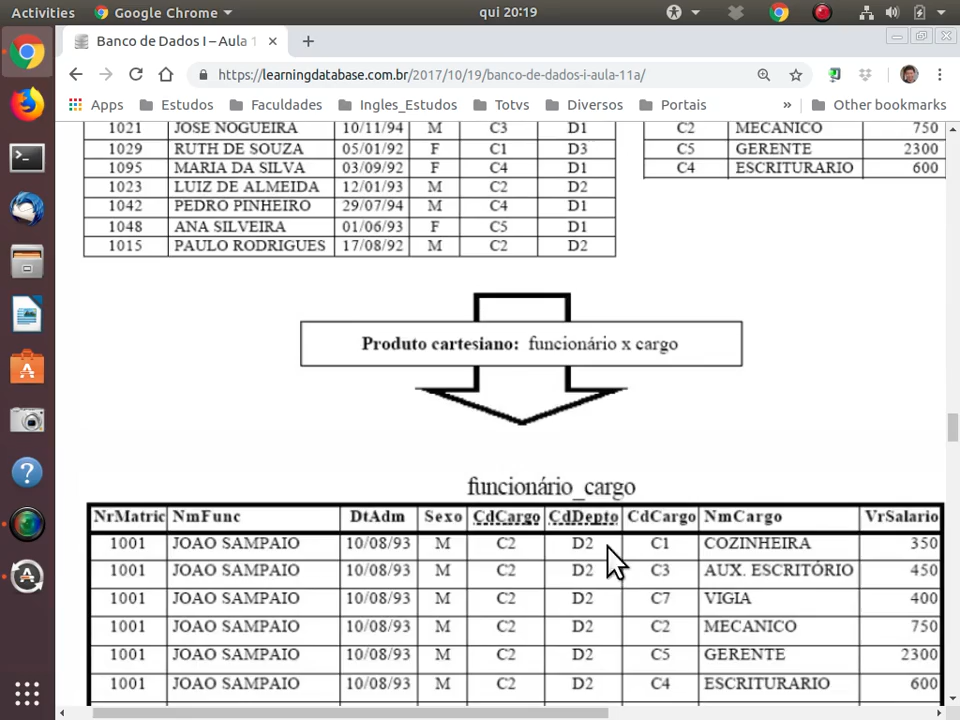 Activities Google Chrome qui 20:19
Banco de Dados I – Aula 1
https://learningdatabase.com.br/2017/10/19/banco-de-dados-i-aula-11a/
Apps Estudos Faculdades Ingles_Estudos Totvs Diversos Portais » Other bookmarks
1021 JOSE NOGUEIRA 10/11/94 M C3 D1 C2 MECANICO 750
1029 RUTH DE SOUZA 05/01/92 F C1 D3 C5 GERENTE 2300
1095 MARIA DA SILVA 03/09/92 F C4 D1 C4 ESCRITURARIO 600
1023 LUIZ DE ALMEIDA 12/01/93 M C2 D2
1042 PEDRO PINHEIRO 29/07/94 M C4 D1
1048 ANA SILVEIRA 01/06/93 F C5 D1
1015 PAULO RODRIGUES 17/08/92 M C2 D2
Produto cartesiano: funcionário x cargo
funcionário_cargo
NrMatric NmFunc DtAdm Sexo CdCargo CdDepto CdCargo NmCargo VrSalario
1001 JOAO SAMPAIO 10/08/93 M C2 D2 C1 COZINHEIRA 350
1001 JOAO SAMPAIO 10/08/93 M C2 D2 C3 AUX. ESCRITÓRIO 450
1001 JOAO SAMPAIO 10/08/93 M C2 D2 C7 VIGIA 400
1001 JOAO SAMPAIO 10/08/93 M C2 D2 C2 MECANICO 750
1001 JOAO SAMPAIO 10/08/93 M C2 D2 C5 GERENTE 2300
1001 JOAO SAMPAIO 10/08/93 M C2 D2 C4 ESCRITURARIO 600